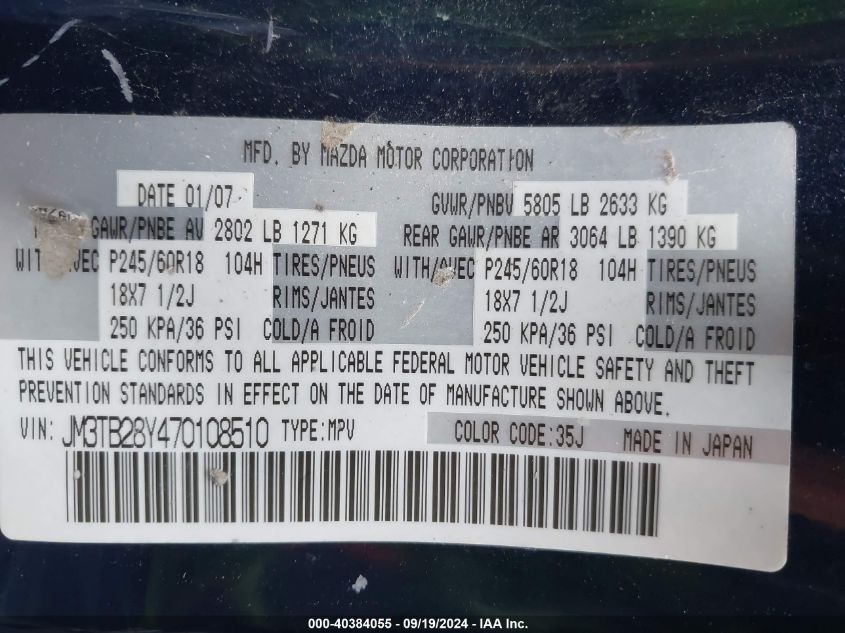 MFD. BY MAZDA MOTOR CORPORATION
DATE 01/07
GVWR/PNBV 5805 LB 2633 KG
GAWR/PNBE AV 2802 LB 1271 KG
REAR GAWR/PNBE AR 3064 LB 1390 KG
P245/60R18 104H TIRES/PNEUS
WITH/AVEC P245/60R18 104H TIRES/PNEUS
18X7 1/2J RIMS/JANTES
18X7 1/2J RIMS/JANTES
250 KPA/36 PSI COLD/A FROID
250 KPA/36 PSI COLD/A FROID
THIS VEHICLE CONFORMS TO ALL APPLICABLE FEDERAL MOTOR VEHICLE SAFETY AND THEFT
PREVENTION STANDARDS IN EFFECT ON THE DATE OF MANUFACTURE SHOWN ABOVE.
VIN: JM3TB28Y470108510 TYPE:MPV COLOR CODE:35J MADE IN JAPAN
000-40384055 - 09/19/2024 - IAA Inc.